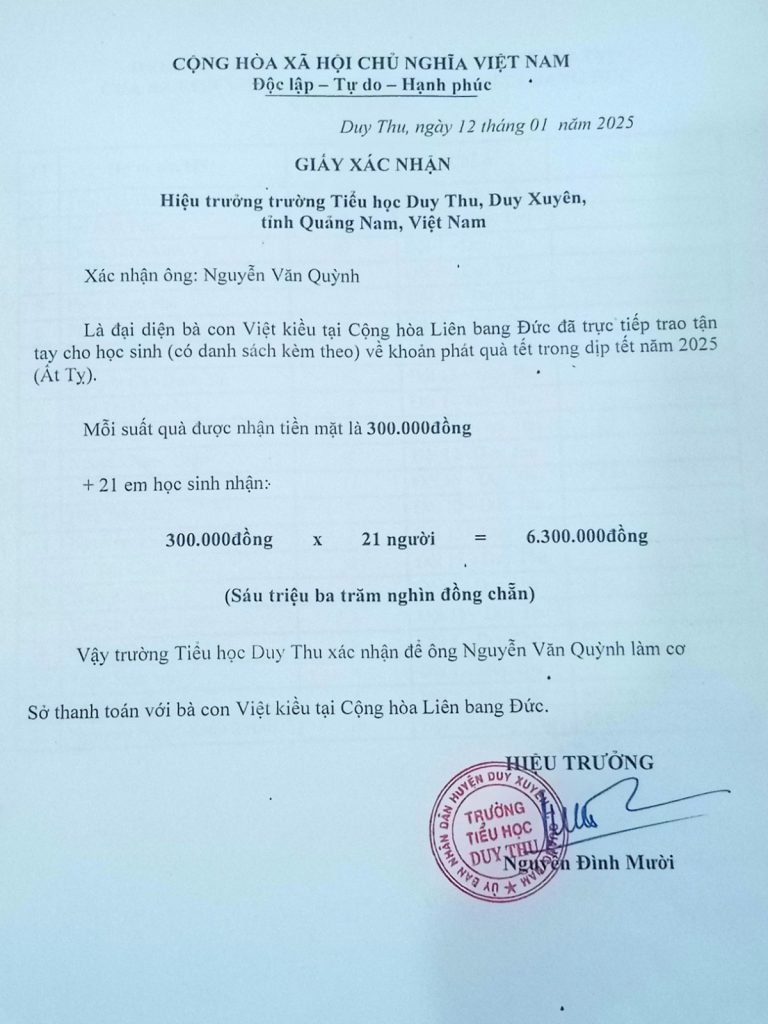 CỘNG HÒA XÃ HỘI CHỦ NGHĨA VIỆT NAM
Độc lập – Tự do – Hạnh phúc
Duy Thu, ngày 12 tháng 01 năm 2025
GIẤY XÁC NHẬN
Hiệu trưởng trường Tiểu học Duy Thu, Duy Xuyên,
tỉnh Quảng Nam, Việt Nam
Xác nhận ông: Nguyễn Văn Quỳnh
Là đại diện bà con Việt kiều tại Cộng hòa Liên bang Đức đã trực tiếp trao tận
tay cho học sinh (có danh sách kèm theo) về khoản phát quà tết trong dịp tết năm 2025
(Ất Tỵ).
Mỗi suất quà được nhận tiền mặt là 300.000đồng
+ 21 em học sinh nhận:
300.000đồng x 21 người = 6.300.000đồng
(Sáu triệu ba trăm nghìn đồng chẵn)
Vậy trường Tiểu học Duy Thu xác nhận để ông Nguyễn Văn Quỳnh làm cơ
Sở thanh toán với bà con Việt kiều tại Cộng hòa Liên bang Đức.
HIỆU TRƯỞNG
ỦY BAN NHÂN DÂN HUYỆN DUY XUYÊN
TRƯỜNG
TIỂU HỌC
DUY THU
Nguyễn Đình Mười